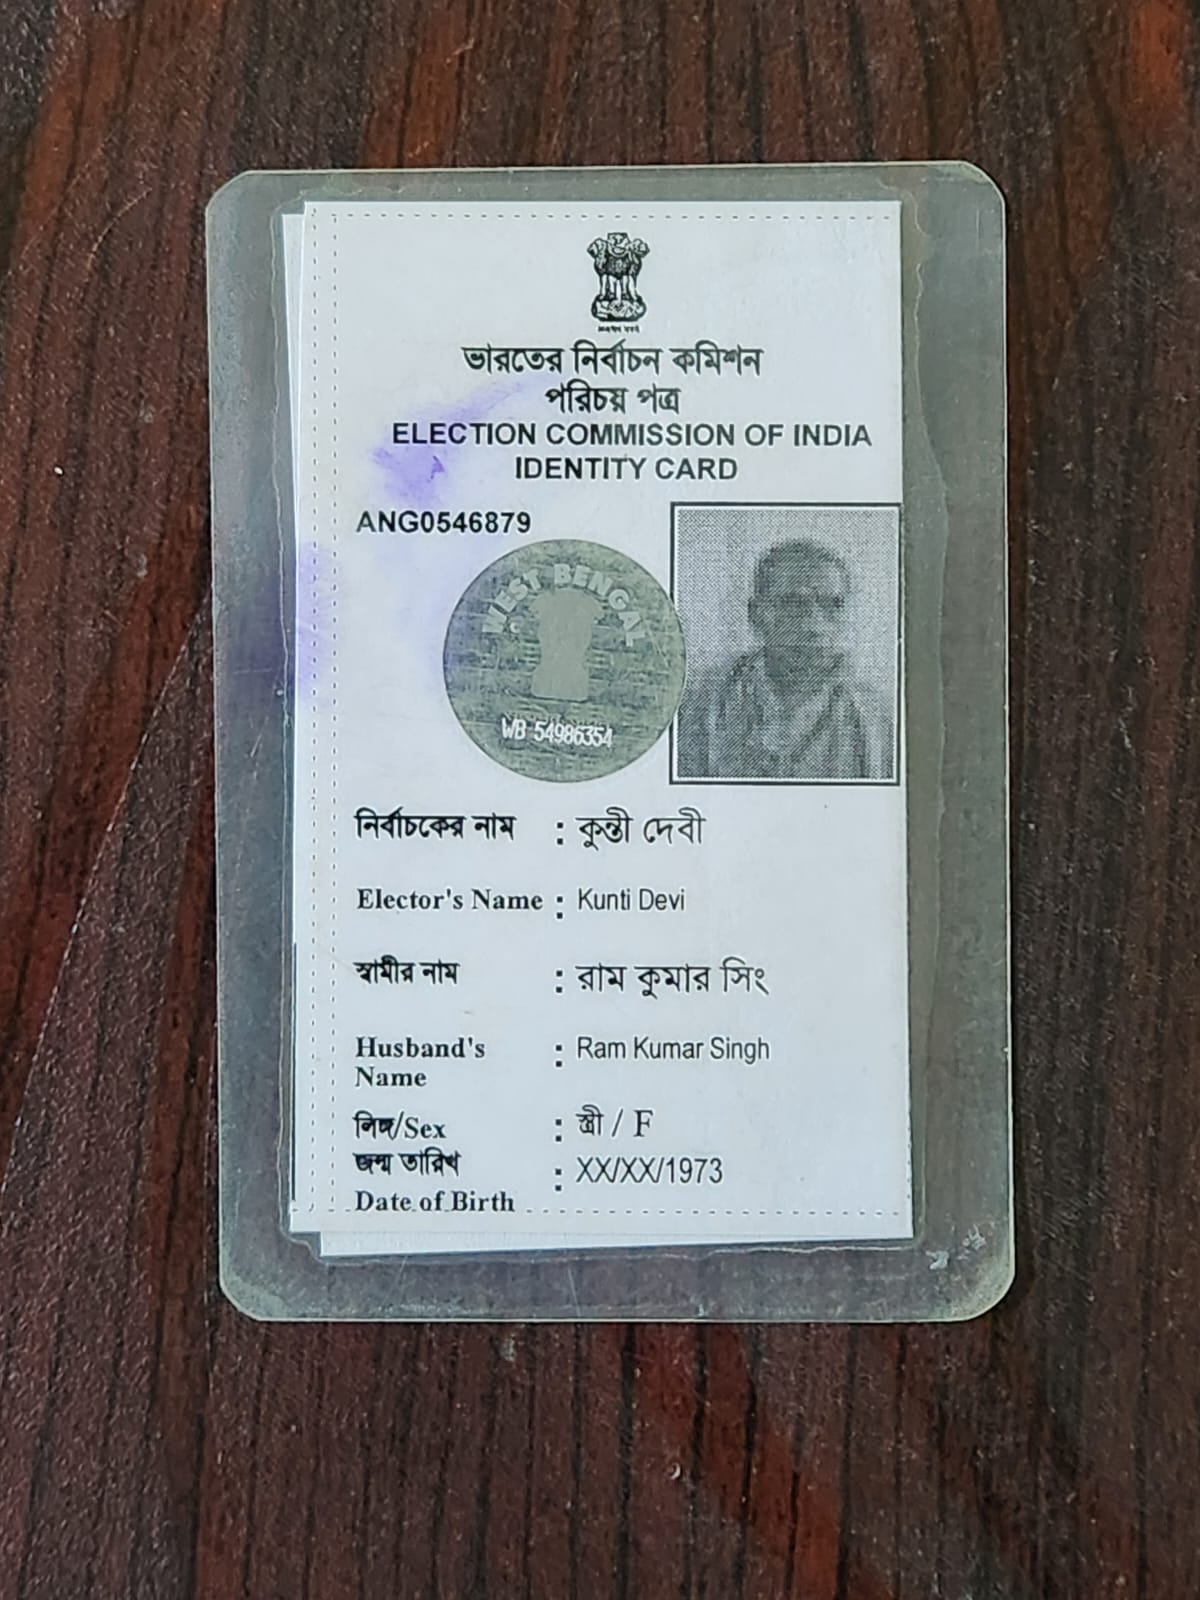 ভারতের নির্বাচন কমিশন
পরিচয় পত্র
ELECTION COMMISSION OF INDIA
IDENTITY CARD
ANG0546879
WEST BENGAL
WB 54986354
নির্বাচকের নাম : কুন্তী দেবী
Elector's Name : Kunti Devi
স্বামীর নাম : রাম কুমার সিং
Husband's : Ram Kumar Singh
Name
লিঙ্গ/Sex : স্ত্রী / F
জন্ম তারিখ : XX/XX/1973
Date of Birth